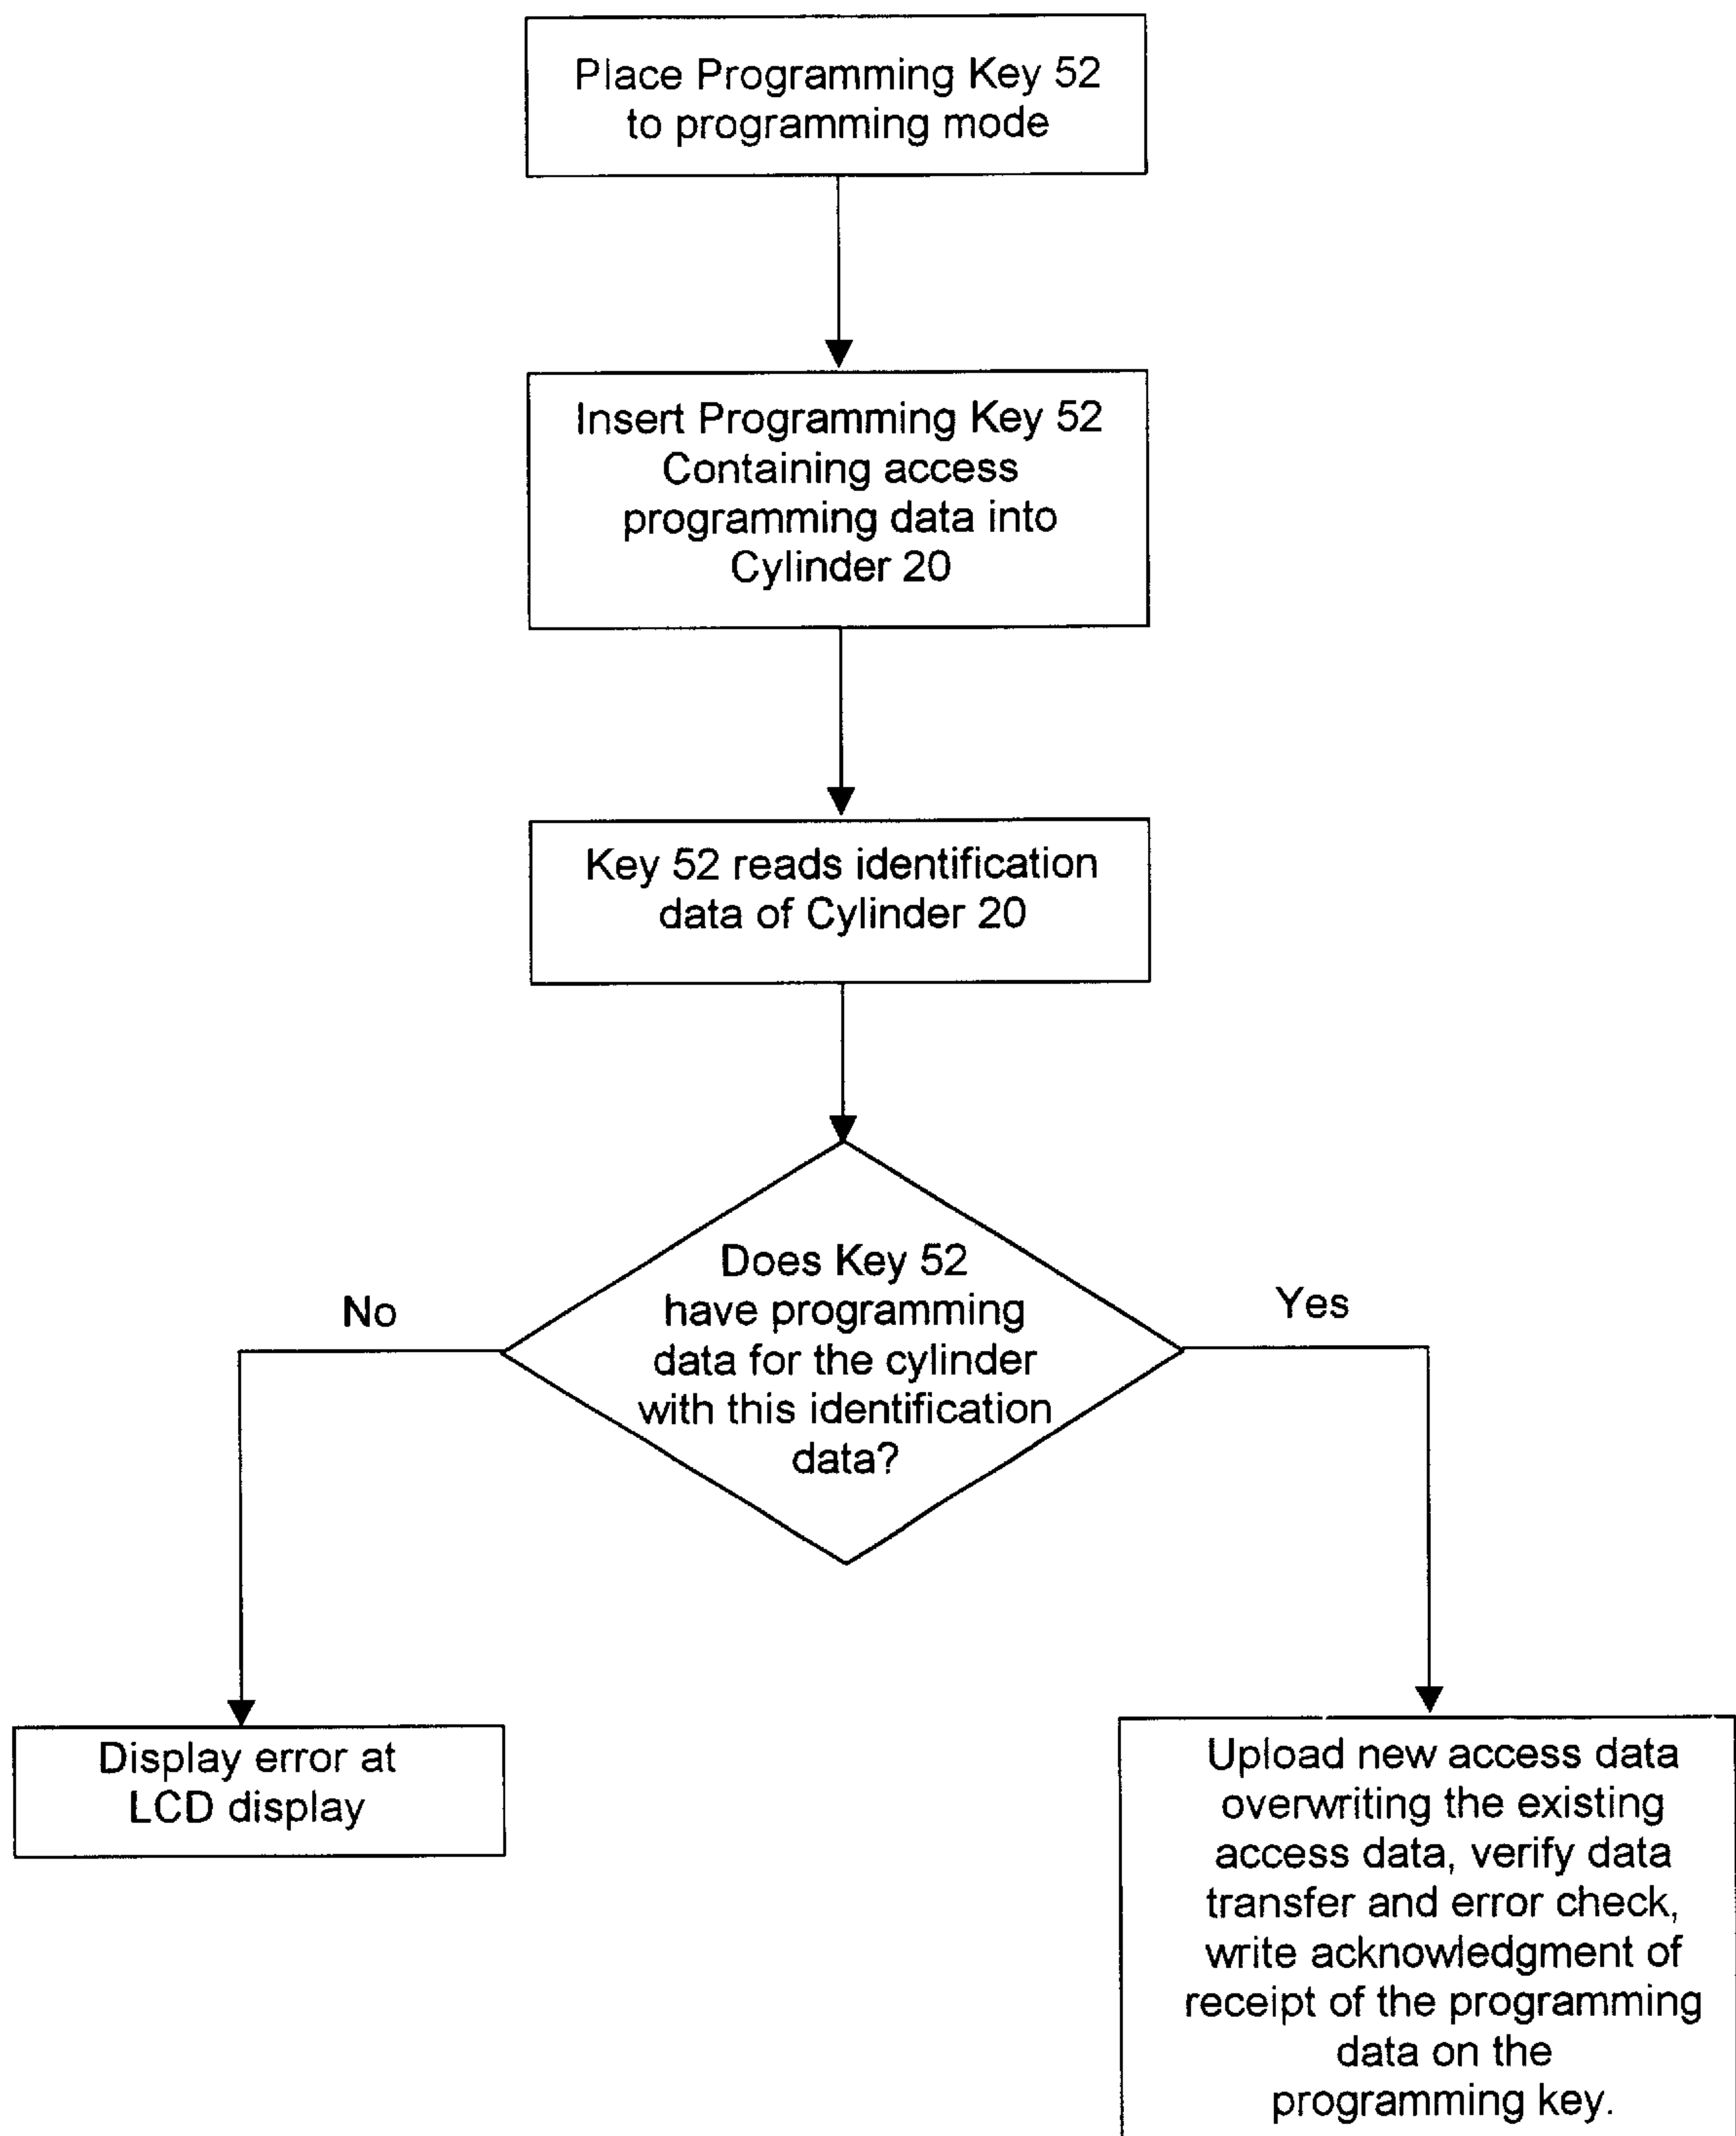 Place Programming Key 52
to programming mode
Insert Programming Key 52
Containing access
programming data into
Cylinder 20
Key 52 reads identification
data of Cylinder 20
Does Key 52
have programming
data for the cylinder
with this identification
data?
No
Yes
Display error at
LCD display
Upload new access data
overwriting the existing
access data, verify data
transfer and error check,
write acknowledgment of
receipt of the programming
data on the
programming key.